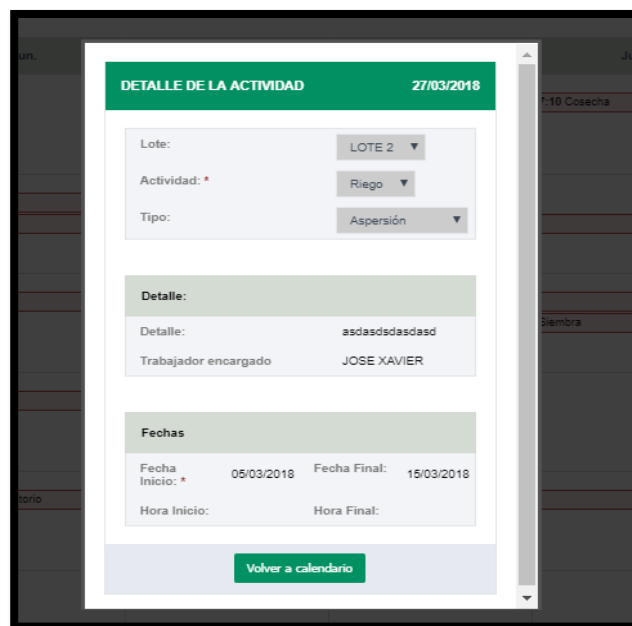 un.
Ju
DETALLE DE LA ACTIVIDAD 27/03/2018
7:10 Cosecha
Lote: LOTE 2
Actividad: * Riego
Tipo: Aspersión
Detalle:
Siembra
Detalle: asdasdsdasdasd
Trabajador encargado JOSE XAVIER
Fechas
Fecha Inicio: * 05/03/2018 Fecha Final: 15/03/2018
torio
Hora Inicio: Hora Final:
Volver a calendario